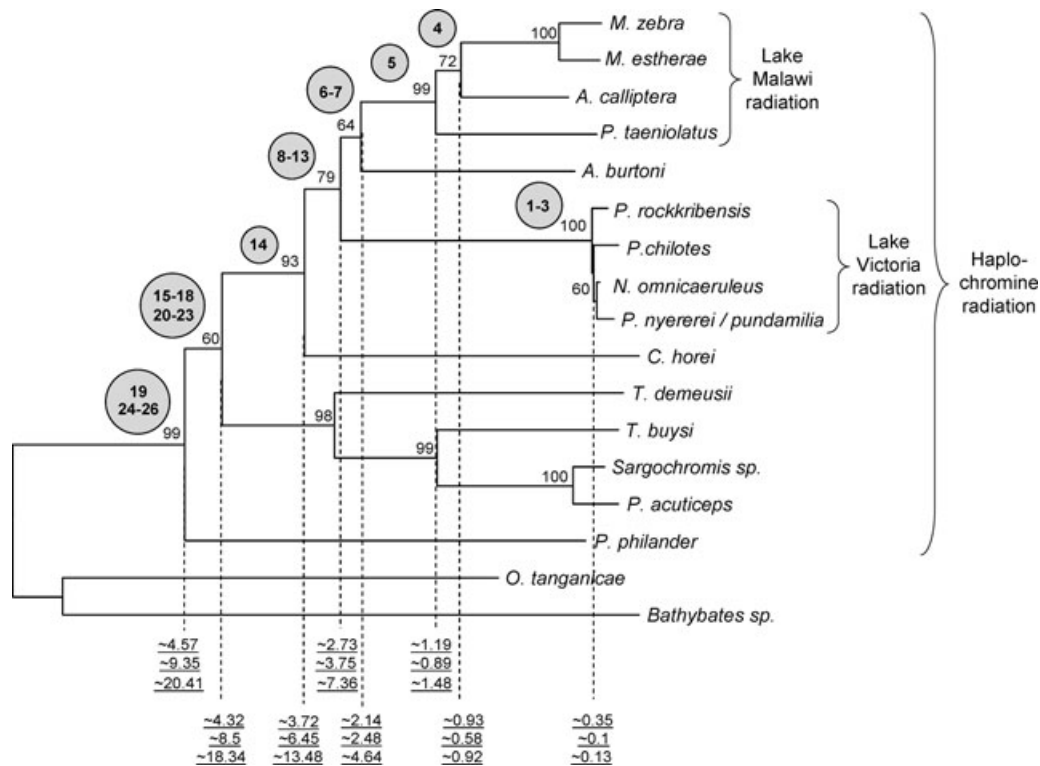 4
100
M. zebra
5
72
M. estherae
Lake
Malawi
radiation
6-7
99
A. calliptera
64
P. taeniolatus
8-13
79
A. burtoni
1-3
100
P. rockkribensis
14
93
P.chilotes
Lake
Victoria
radiation
Haplo-
chromine
radiation
15-18
20-23
60
60
N. omnicaeruleus
P. nyererei / pundamilia
C. horei
19
24-26
99
98
T. demeusii
99
T. buysi
100
Sargochromis sp.
P. acuticeps
P. philander
O. tanganicae
Bathybates sp.
~4.57 ~2.73 ~1.19
~9.35 ~3.75 ~0.89
~20.41 ~7.36 ~1.48
~4.32 ~3.72 ~2.14 ~0.93 ~0.35
~8.5 ~6.45 ~2.48 ~0.58 ~0.1
~18.34 ~13.48 ~4.64 ~0.92 ~0.13